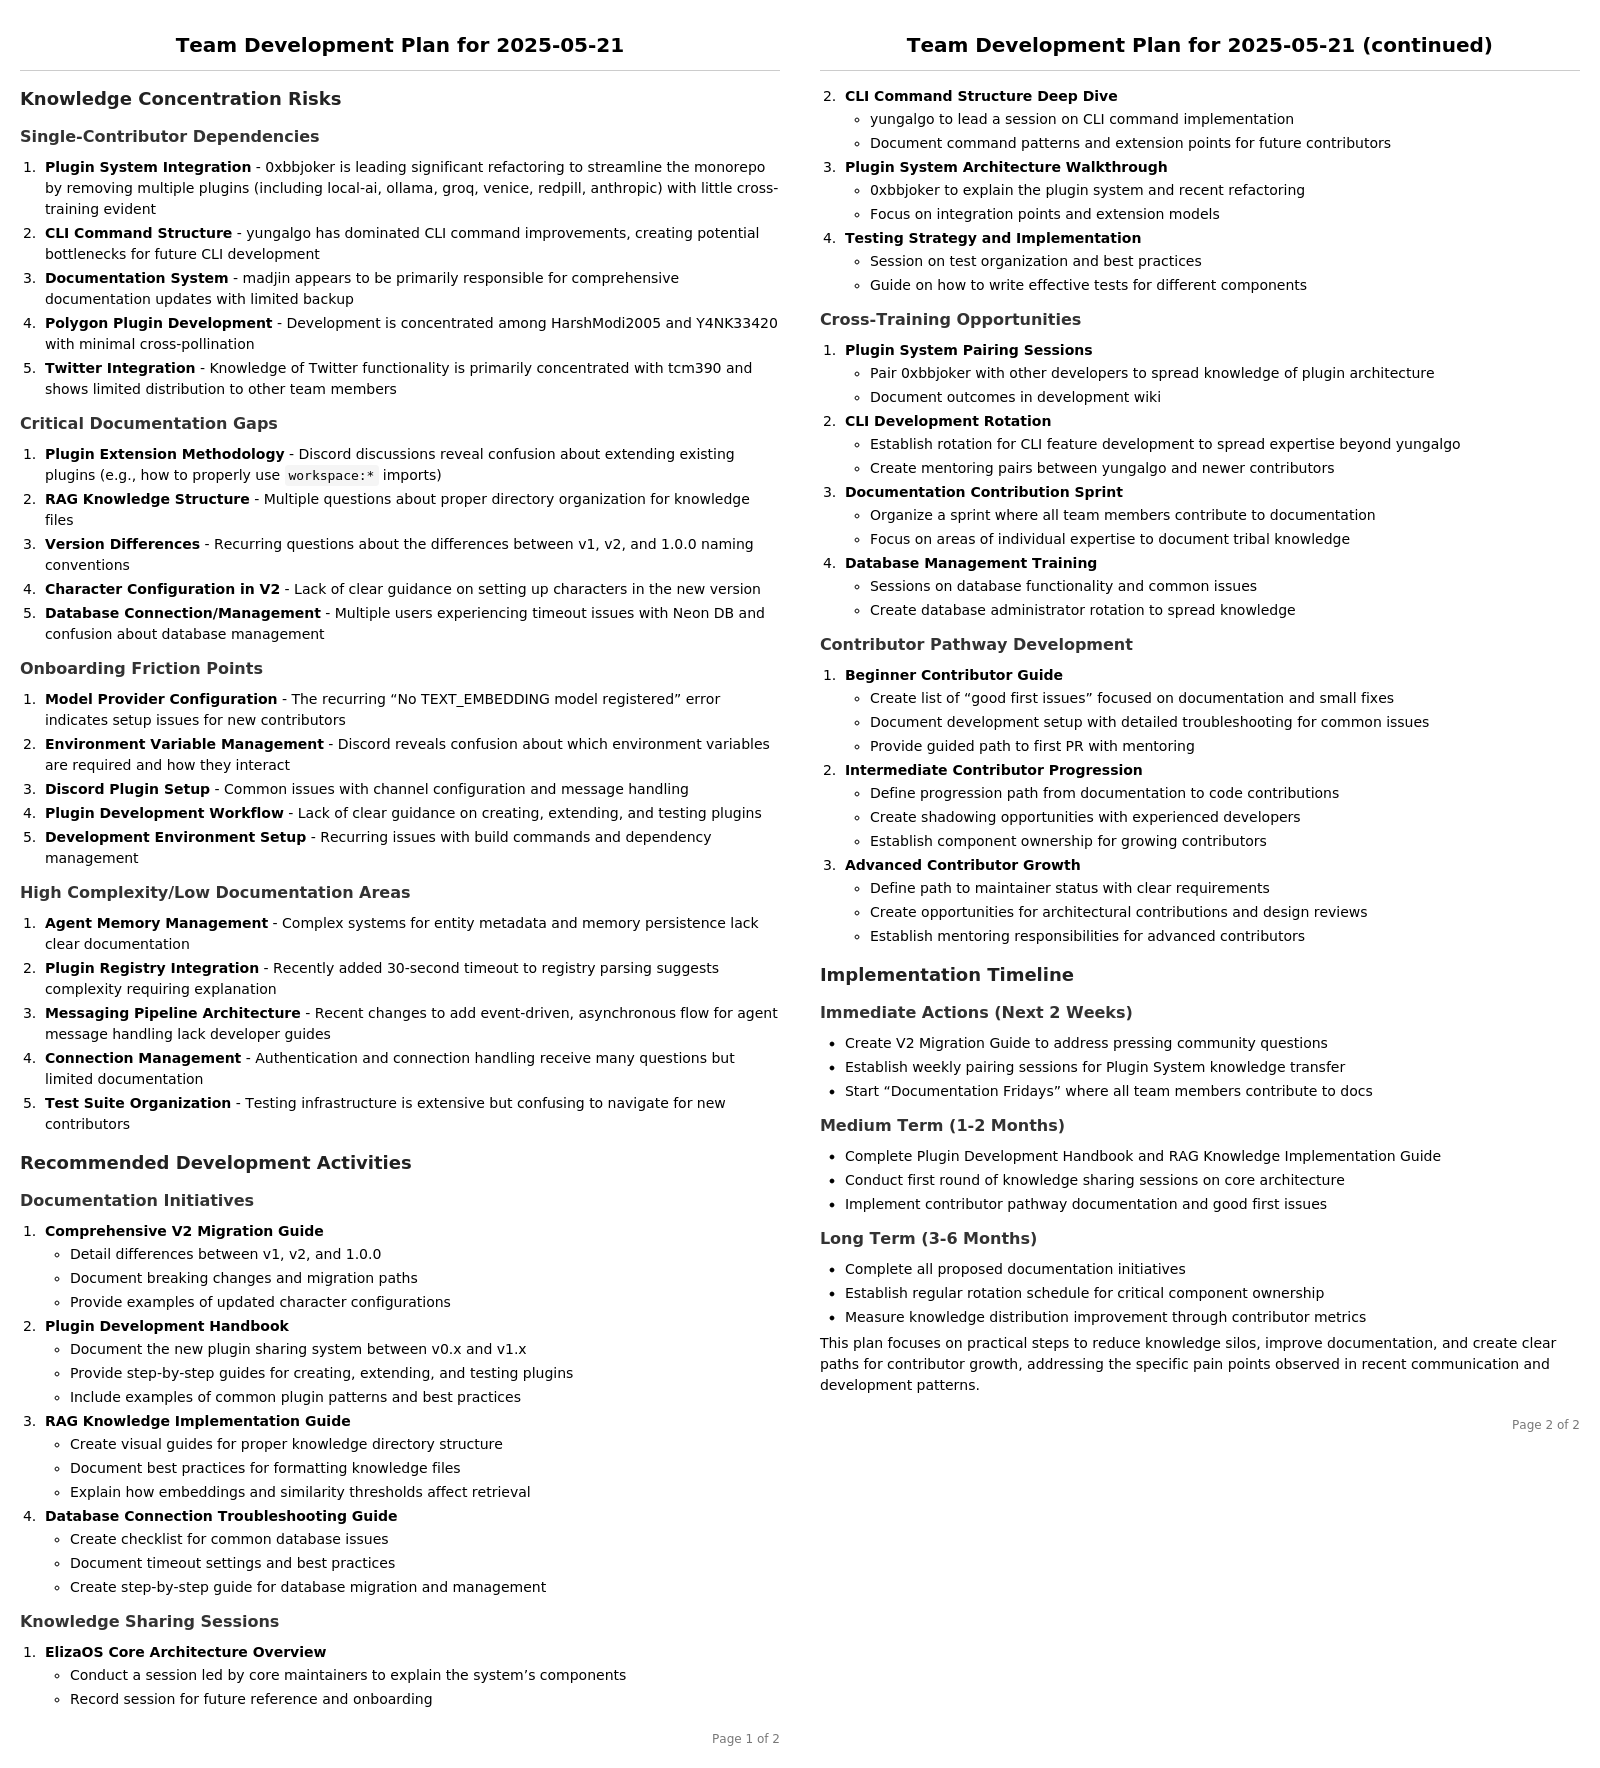 Team Development Plan for 2025-05-21
Knowledge Concentration Risks
Single-Contributor Dependencies
1. Plugin System Integration - 0xbbjoker is leading significant refactoring to streamline the monorepo
by removing multiple plugins (including local-ai, ollama, groq, venice, redpill, anthropic) with little cross-
training evident
2. CLI Command Structure - yungalgo has dominated CLI command improvements, creating potential
bottlenecks for future CLI development
3. Documentation System - madjin appears to be primarily responsible for comprehensive
documentation updates with limited backup
4. Polygon Plugin Development - Development is concentrated among HarshModi2005 and Y4NK33420
with minimal cross-pollination
5. Twitter Integration - Knowledge of Twitter functionality is primarily concentrated with tcm390 and
shows limited distribution to other team members
Critical Documentation Gaps
1. Plugin Extension Methodology - Discord discussions reveal confusion about extending existing
plugins (e.g., how to properly use workspace:* imports)
2. RAG Knowledge Structure - Multiple questions about proper directory organization for knowledge
files
3. Version Differences - Recurring questions about the differences between v1, v2, and 1.0.0 naming
conventions
4. Character Configuration in V2 - Lack of clear guidance on setting up characters in the new version
5. Database Connection/Management - Multiple users experiencing timeout issues with Neon DB and
confusion about database management
Onboarding Friction Points
1. Model Provider Configuration - The recurring “No TEXT_EMBEDDING model registered” error
indicates setup issues for new contributors
2. Environment Variable Management - Discord reveals confusion about which environment variables
are required and how they interact
3. Discord Plugin Setup - Common issues with channel configuration and message handling
4. Plugin Development Workflow - Lack of clear guidance on creating, extending, and testing plugins
5. Development Environment Setup - Recurring issues with build commands and dependency
management
High Complexity/Low Documentation Areas
1. Agent Memory Management - Complex systems for entity metadata and memory persistence lack
clear documentation
2. Plugin Registry Integration - Recently added 30-second timeout to registry parsing suggests
complexity requiring explanation
3. Messaging Pipeline Architecture - Recent changes to add event-driven, asynchronous flow for agent
message handling lack developer guides
4. Connection Management - Authentication and connection handling receive many questions but
limited documentation
5. Test Suite Organization - Testing infrastructure is extensive but confusing to navigate for new
contributors
Recommended Development Activities
Documentation Initiatives
1. Comprehensive V2 Migration Guide
◦ Detail differences between v1, v2, and 1.0.0
◦ Document breaking changes and migration paths
◦ Provide examples of updated character configurations
2. Plugin Development Handbook
◦ Document the new plugin sharing system between v0.x and v1.x
◦ Provide step-by-step guides for creating, extending, and testing plugins
◦ Include examples of common plugin patterns and best practices
3. RAG Knowledge Implementation Guide
◦ Create visual guides for proper knowledge directory structure
◦ Document best practices for formatting knowledge files
◦ Explain how embeddings and similarity thresholds affect retrieval
4. Database Connection Troubleshooting Guide
◦ Create checklist for common database issues
◦ Document timeout settings and best practices
◦ Create step-by-step guide for database migration and management
Knowledge Sharing Sessions
1. ElizaOS Core Architecture Overview
◦ Conduct a session led by core maintainers to explain the system’s components
◦ Record session for future reference and onboarding
Page 1 of 2
Team Development Plan for 2025-05-21 (continued)
2. CLI Command Structure Deep Dive
◦ yungalgo to lead a session on CLI command implementation
◦ Document command patterns and extension points for future contributors
3. Plugin System Architecture Walkthrough
◦ 0xbbjoker to explain the plugin system and recent refactoring
◦ Focus on integration points and extension models
4. Testing Strategy and Implementation
◦ Session on test organization and best practices
◦ Guide on how to write effective tests for different components
Cross-Training Opportunities
1. Plugin System Pairing Sessions
◦ Pair 0xbbjoker with other developers to spread knowledge of plugin architecture
◦ Document outcomes in development wiki
2. CLI Development Rotation
◦ Establish rotation for CLI feature development to spread expertise beyond yungalgo
◦ Create mentoring pairs between yungalgo and newer contributors
3. Documentation Contribution Sprint
◦ Organize a sprint where all team members contribute to documentation
◦ Focus on areas of individual expertise to document tribal knowledge
4. Database Management Training
◦ Sessions on database functionality and common issues
◦ Create database administrator rotation to spread knowledge
Contributor Pathway Development
1. Beginner Contributor Guide
◦ Create list of “good first issues” focused on documentation and small fixes
◦ Document development setup with detailed troubleshooting for common issues
◦ Provide guided path to first PR with mentoring
2. Intermediate Contributor Progression
◦ Define progression path from documentation to code contributions
◦ Create shadowing opportunities with experienced developers
◦ Establish component ownership for growing contributors
3. Advanced Contributor Growth
◦ Define path to maintainer status with clear requirements
◦ Create opportunities for architectural contributions and design reviews
◦ Establish mentoring responsibilities for advanced contributors
Implementation Timeline
Immediate Actions (Next 2 Weeks)
• Create V2 Migration Guide to address pressing community questions
• Establish weekly pairing sessions for Plugin System knowledge transfer
• Start “Documentation Fridays” where all team members contribute to docs
Medium Term (1-2 Months)
• Complete Plugin Development Handbook and RAG Knowledge Implementation Guide
• Conduct first round of knowledge sharing sessions on core architecture
• Implement contributor pathway documentation and good first issues
Long Term (3-6 Months)
• Complete all proposed documentation initiatives
• Establish regular rotation schedule for critical component ownership
• Measure knowledge distribution improvement through contributor metrics
This plan focuses on practical steps to reduce knowledge silos, improve documentation, and create clear
paths for contributor growth, addressing the specific pain points observed in recent communication and
development patterns.
Page 2 of 2